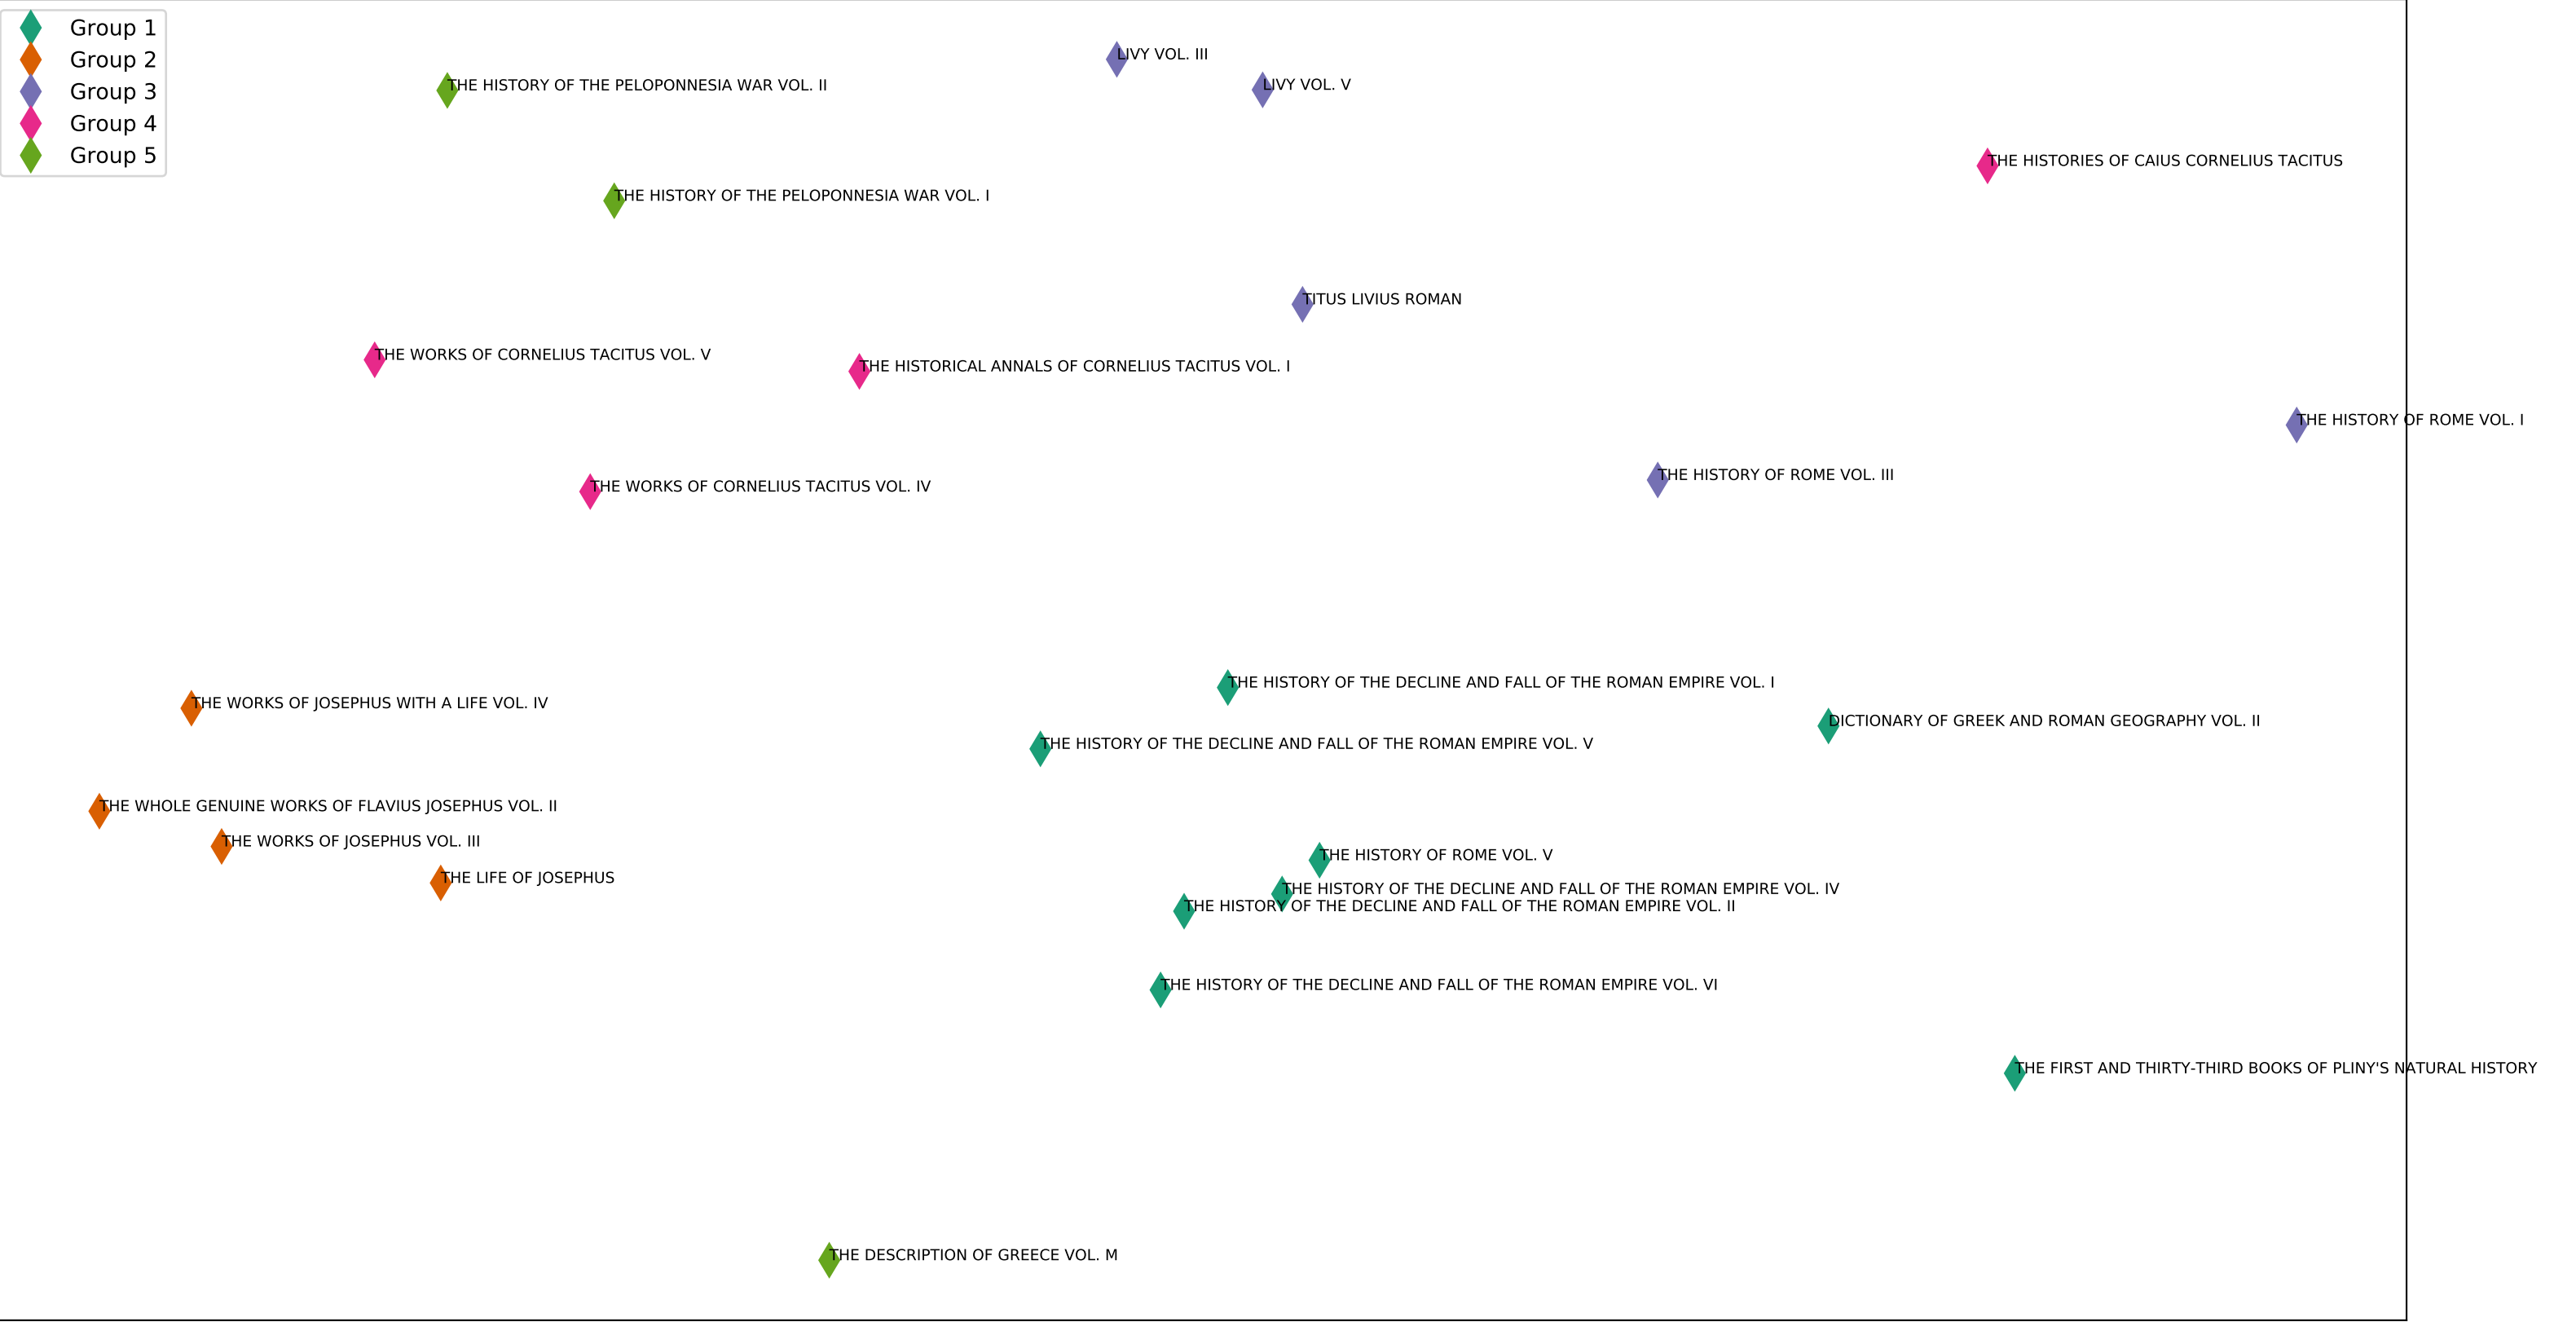 Group 1
Group 2
Group 3
Group 4
Group 5
LIVY VOL. III
THE HISTORY OF THE PELOPONNESIA WAR VOL. II
LIVY VOL. V
THE HISTORIES OF CAIUS CORNELIUS TACITUS
THE HISTORY OF THE PELOPONNESIA WAR VOL. I
TITUS LIVIUS ROMAN
THE WORKS OF CORNELIUS TACITUS VOL. V
THE HISTORICAL ANNALS OF CORNELIUS TACITUS VOL. I
THE HISTORY OF ROME VOL. I
THE HISTORY OF ROME VOL. III
THE WORKS OF CORNELIUS TACITUS VOL. IV
THE HISTORY OF THE DECLINE AND FALL OF THE ROMAN EMPIRE VOL. I
THE WORKS OF JOSEPHUS WITH A LIFE VOL. IV
DICTIONARY OF GREEK AND ROMAN GEOGRAPHY VOL. II
THE HISTORY OF THE DECLINE AND FALL OF THE ROMAN EMPIRE VOL. V
THE WHOLE GENUINE WORKS OF FLAVIUS JOSEPHUS VOL. II
THE WORKS OF JOSEPHUS VOL. III
THE HISTORY OF ROME VOL. V
THE LIFE OF JOSEPHUS
THE HISTORY OF THE DECLINE AND FALL OF THE ROMAN EMPIRE VOL. IV
THE HISTORY OF THE DECLINE AND FALL OF THE ROMAN EMPIRE VOL. II
THE HISTORY OF THE DECLINE AND FALL OF THE ROMAN EMPIRE VOL. VI
THE FIRST AND THIRTY-THIRD BOOKS OF PLINY'S NATURAL HISTORY
THE DESCRIPTION OF GREECE VOL. M